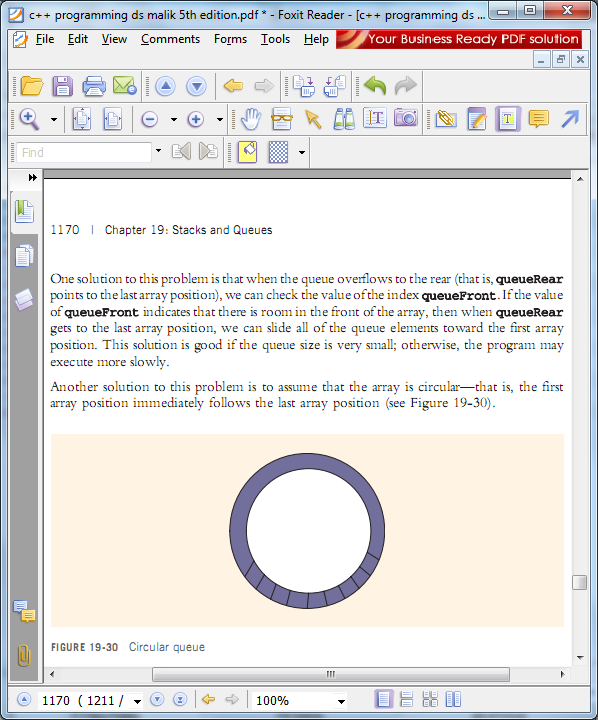 c++ programming ds malik 5th edition.pdf * - Foxit Reader - [c++ programming ds ...
File Edit View Comments Forms Tools Help Your Business Ready PDF solution
Find
1170 | Chapter 19: Stacks and Queues
One solution to this problem is that when the queue overflows to the rear (that is, queueRear
points to the last array position), we can check the value of the index queueFront. If the value
of queueFront indicates that there is room in the front of the array, then when queueRear
gets to the last array position, we can slide all of the queue elements toward the first array
position. This solution is good if the queue size is very small; otherwise, the program may
execute more slowly.
Another solution to this problem is to assume that the array is circular—that is, the first
array position immediately follows the last array position (see Figure 19-30).
FIGURE 19-30 Circular queue
1170 ( 1211 /
100%